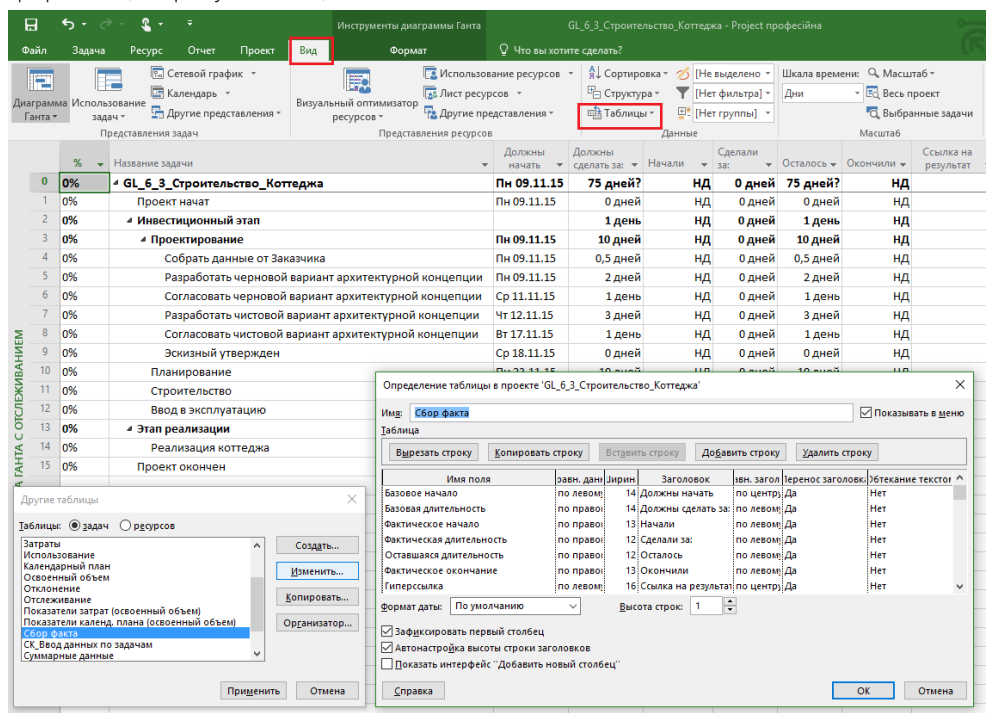 Инструменты диаграммы Ганта GL_6_3_Строительство_Коттеджа - Project професійна
Файл Задача Ресурс Отчет Проект Вид Формат Что вы хотите сделать?
Диаграмма Ганта
Использование задач
Сетевой график
Календарь
Другие представления
Представления задач
Визуальный оптимизатор ресурсов
Использование ресурсов
Лист ресурсов
Другие представления
Представления ресурсов
Сортировка [Не выделено
Структура [Нет фильтра]
Таблицы [Нет группы]
Данные
Шкала времени: Масштаб
Дни Весь проект
Выбранные задачи
Масштаб
% Название задачи Должны начать Должны сделать за: Начали Сделали за: Осталось Окончили Ссылка на результат
0 0% GL_6_3_Строительство_Коттеджа Пн 09.11.15 75 дней? НД 0 дней 75 дней? НД
1 0% Проект начат Пн 09.11.15 0 дней НД 0 дней 0 дней НД
2 0% Инвестиционный этап 1 день НД 0 дней 1 день НД
3 0% Проектирование Пн 09.11.15 10 дней НД 0 дней 10 дней НД
4 0% Собрать данные от Заказчика Пн 09.11.15 0,5 дней НД 0 дней 0,5 дней НД
5 0% Разработать черновой вариант архитектурной концепции Пн 09.11.15 2 дней НД 0 дней 2 дней НД
6 0% Согласовать черновой вариант архитектурной концепции Ср 11.11.15 1 день НД 0 дней 1 день НД
7 0% Разработать чистовой вариант архитектурной концепции Чт 12.11.15 3 дней НД 0 дней 3 дней НД
8 0% Согласовать чистовой вариант архитектурной концепции Вт 17.11.15 1 день НД 0 дней 1 день НД
9 0% Эскизный утвержден Ср 18.11.15 0 дней НД 0 дней 0 дней НД
10 0% Планирование
11 0% Строительство
12 0% Ввод в эксплуатацию
13 0% Этап реализации
14 0% Реализация коттеджа
15 0% Проект окончен
ГАНТА С ОТСЛЕЖИВАНИЕМ
Другие таблицы
Таблицы: задач ресурсов
Затраты
Использование
Календарный план
Освоенный объем
Отклонение
Отслеживание
Показатели затрат (освоенный объем)
Показатели календ. плана (освоенный объем)
Сбор факта
СК_Ввод данных по задачам
Суммарные данные
Создать...
Изменить...
Копировать...
Организатор...
Применить Отмена
Определение таблицы в проекте 'GL_6_3_Строительство_Коттеджа'
Имя: Сбор факта Показывать в меню
Таблица
Вырезать строку Копировать строку Вставить строку Добавить строку Удалить строку
Имя поля Заголовок
Базовое начало по левом 14 Должны начать по центр Да Нет
Базовая длительность по право 14 Должны сделать за: по левом Да Нет
Фактическое начало по право 13 Начали по левом Да Нет
Фактическая длительность по право 12 Сделали за: по левом Да Нет
Оставшаяся длительность по право 12 Осталось по левом Да Нет
Фактическое окончание по право 13 Окончили по левом Да Нет
Гиперссылка по левом 16 Ссылка на результат по центр Да Нет
Формат даты: По умолчанию Высота строк: 1
Зафиксировать первый столбец
Автонастройка высоты строки заголовков
Показать интерфейс "Добавить новый столбец"
Справка ОК Отмена